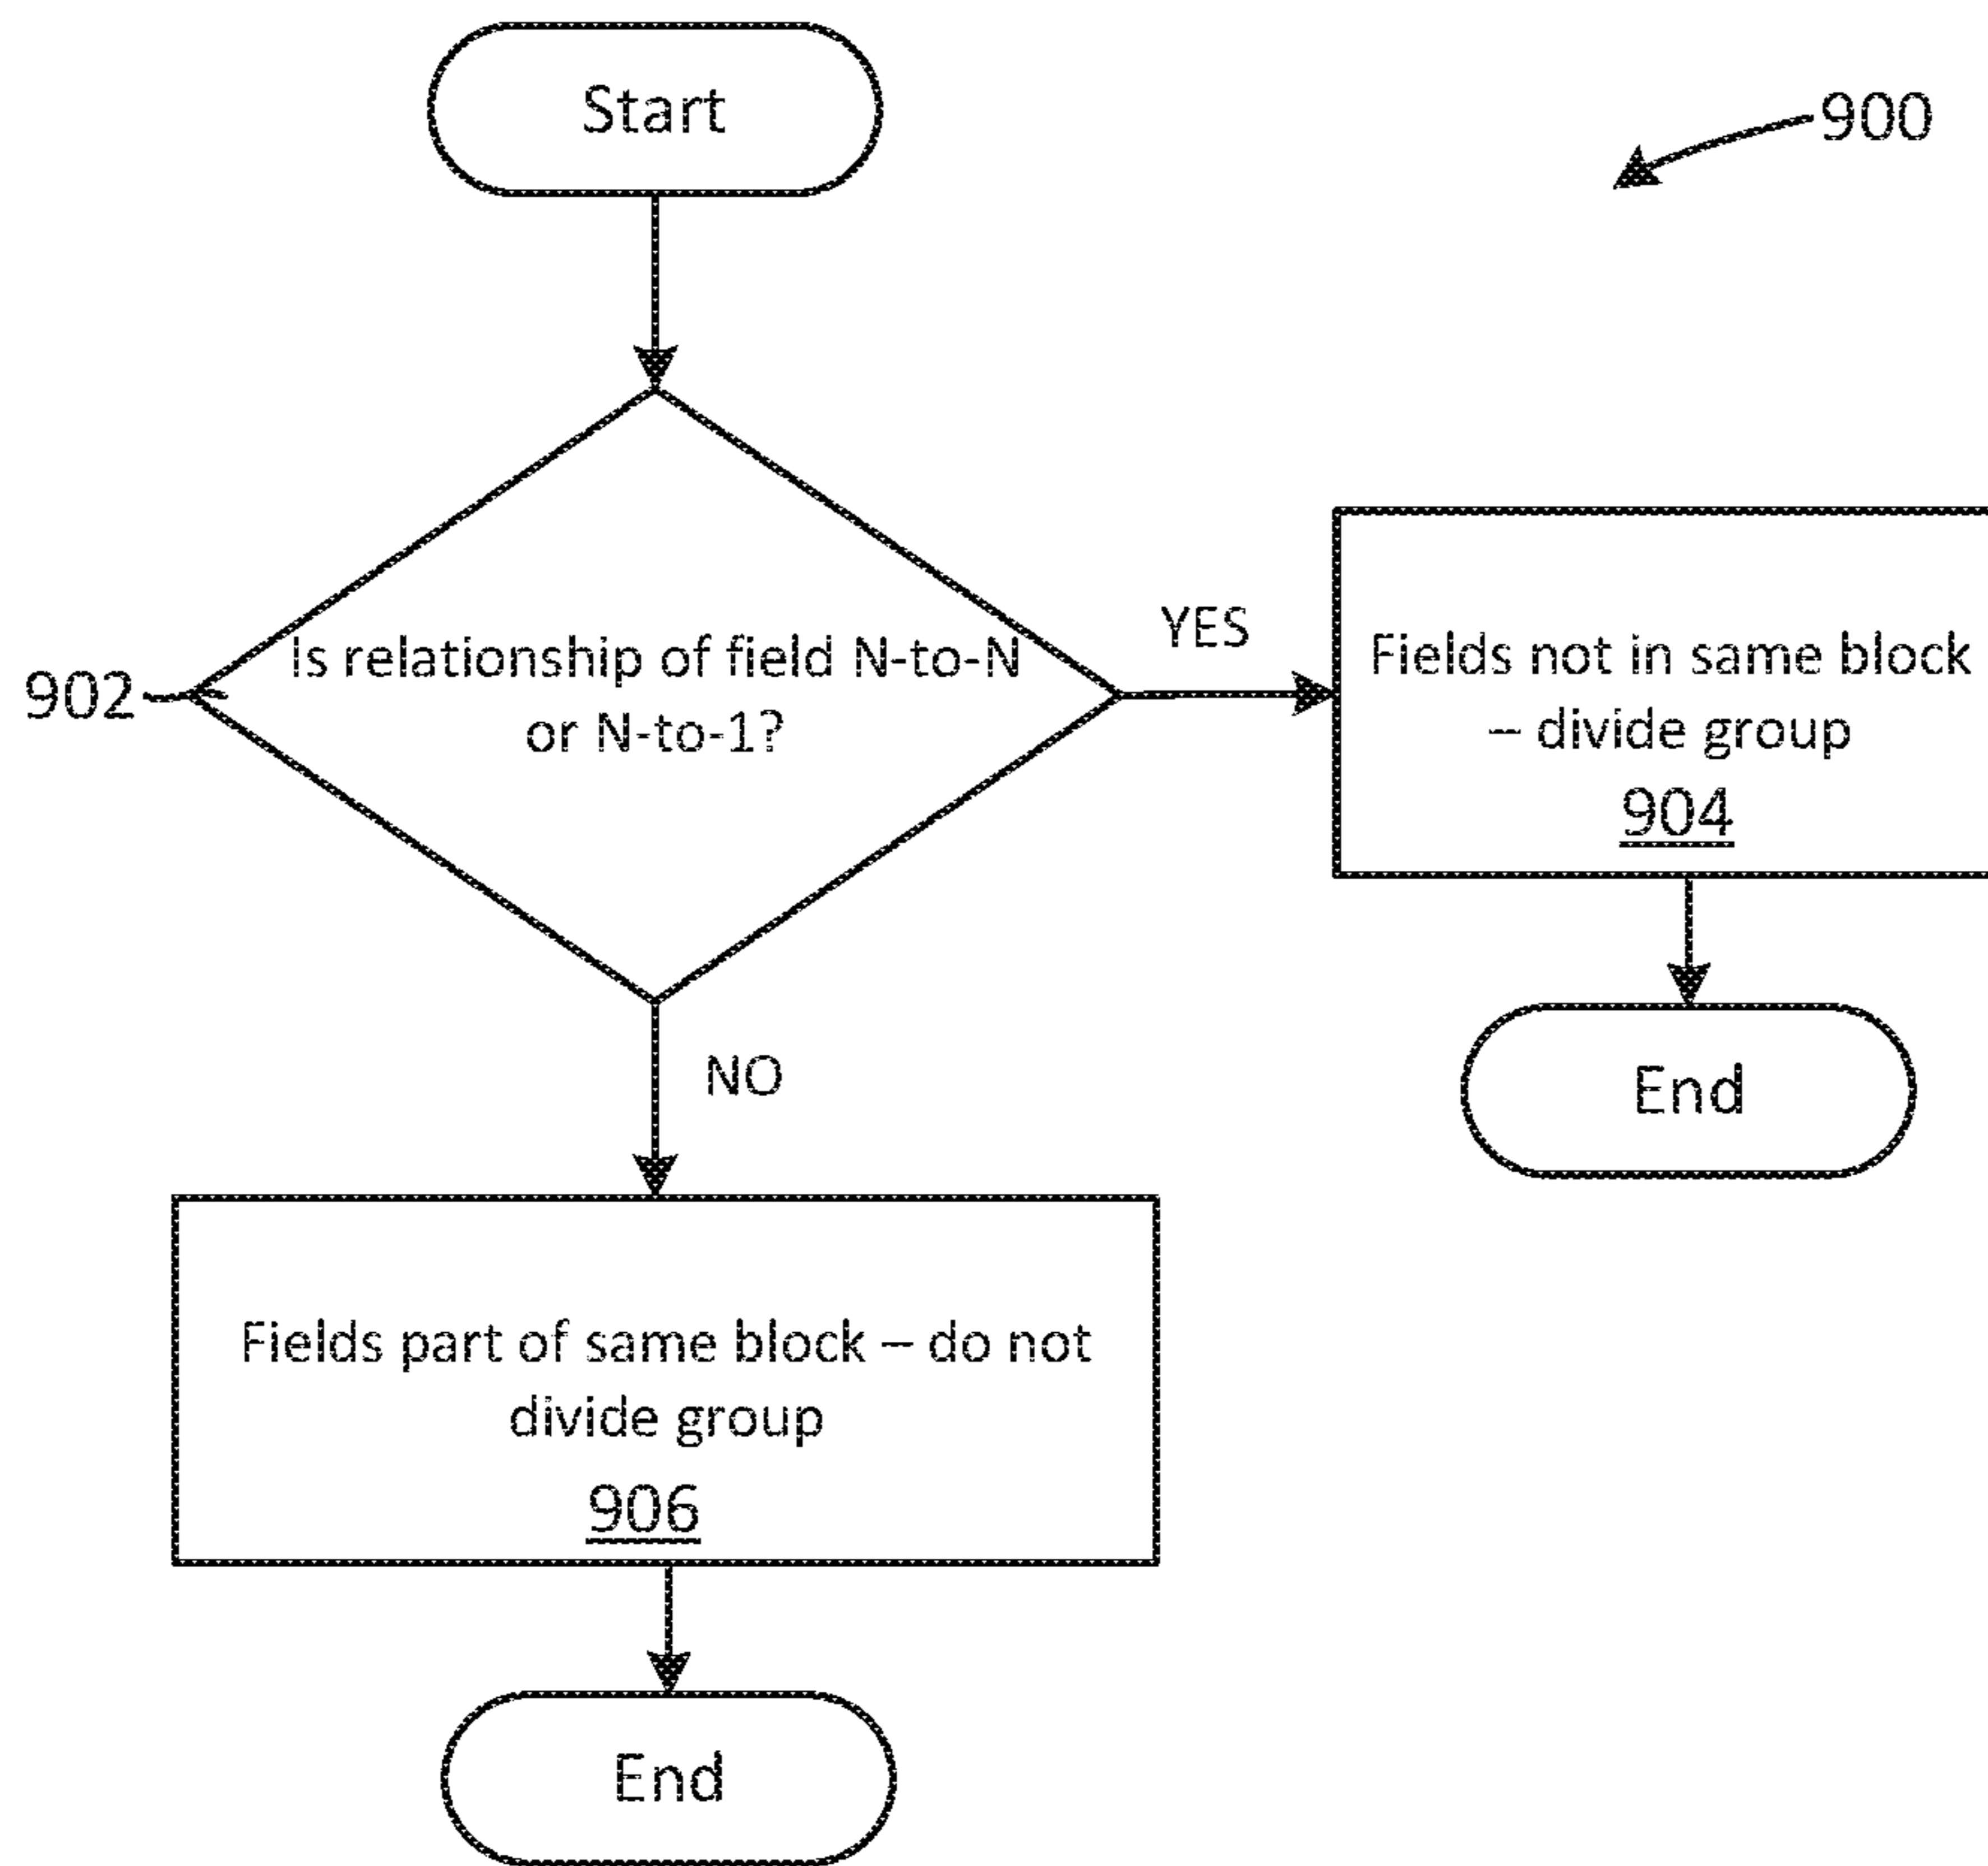 Start
900
902
Is relationship of field N-to-N
or N-to-1?
YES
Fields not in same block
– divide group
904
End
NO
Fields part of same block – do not
divide group
906
End